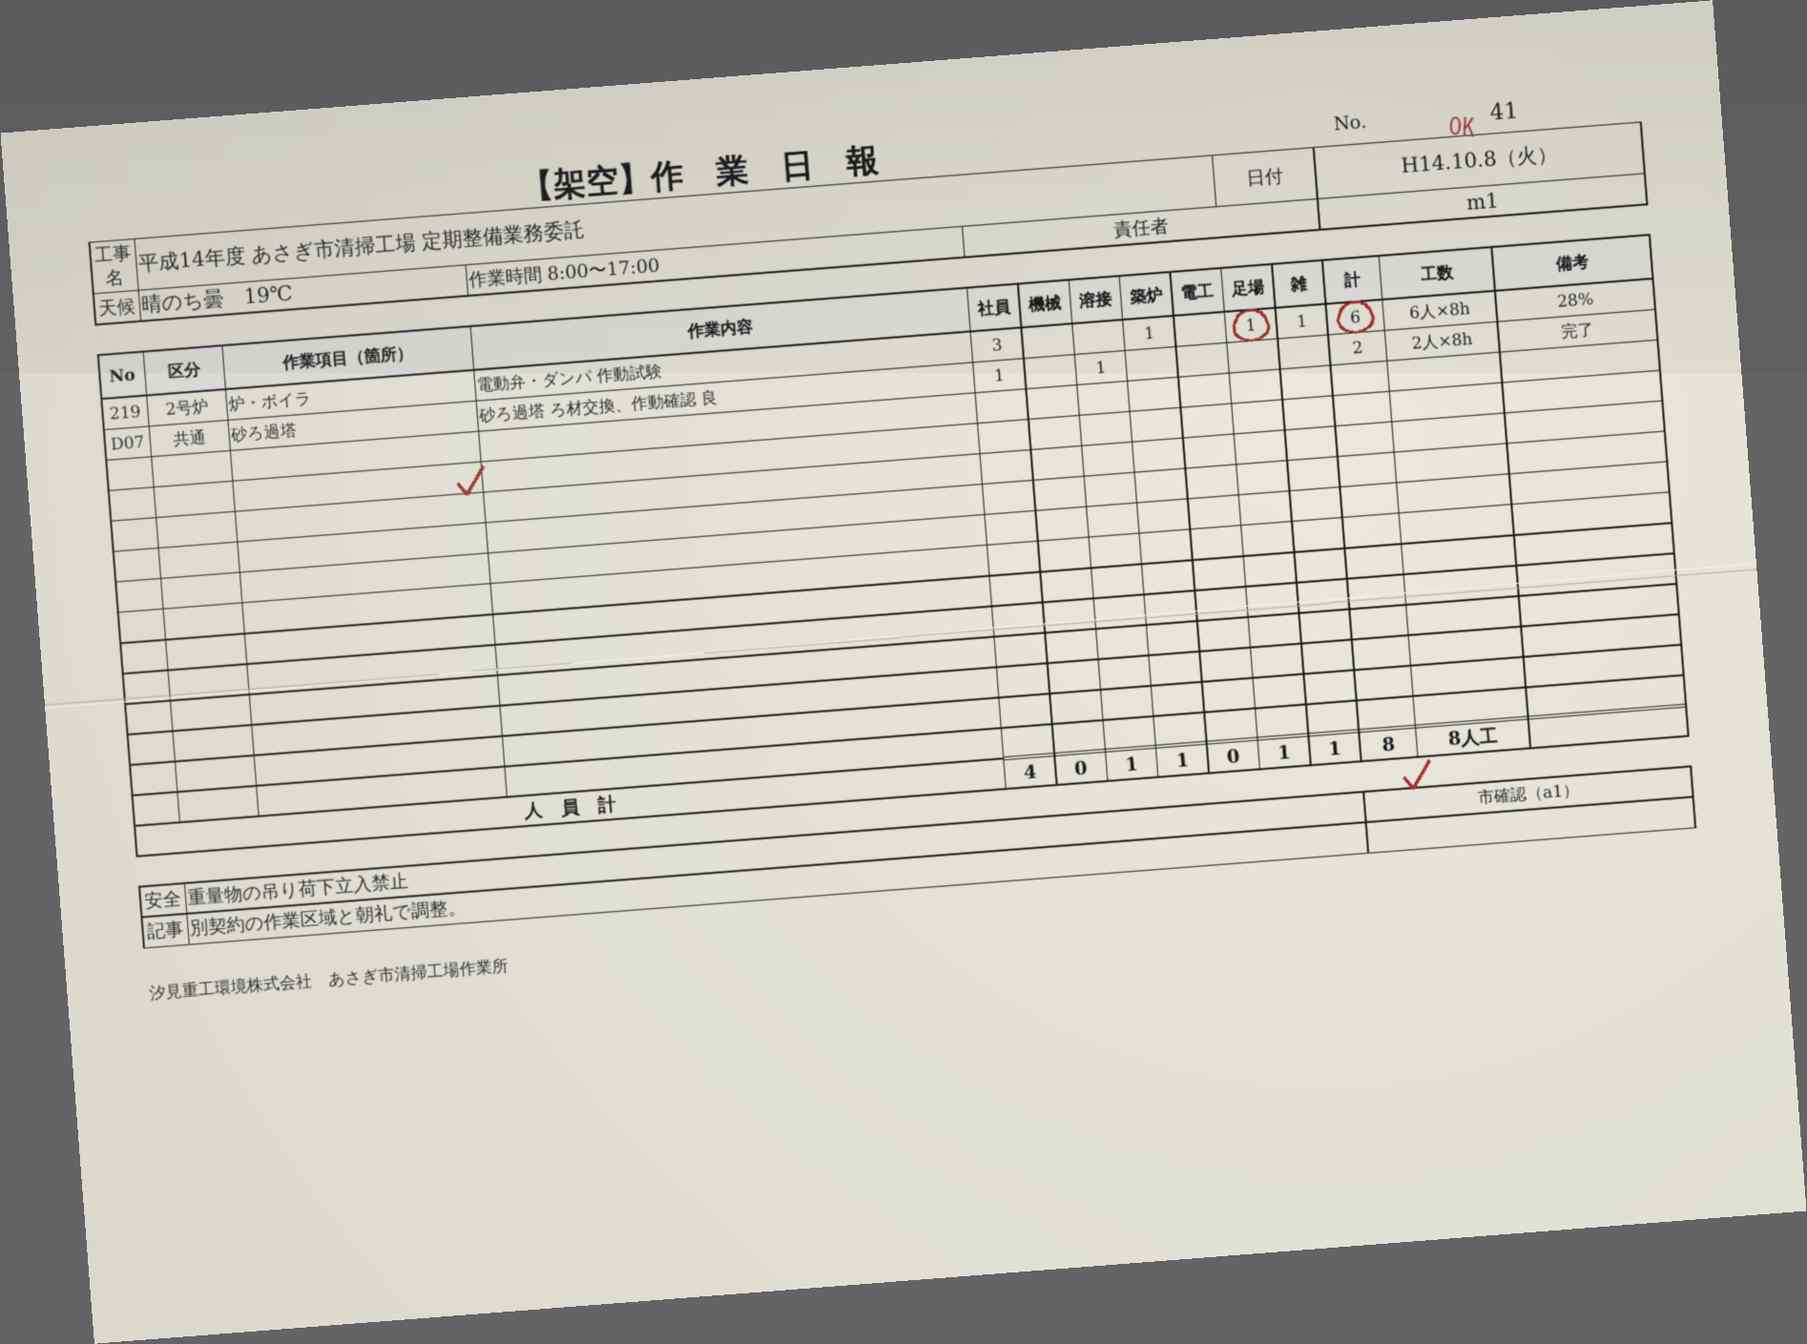 【架空】作 業 日 報
No. OK 41
工事名 平成14年度 あさぎ市清掃工場 定期整備業務委託 日付 H14.10.8（火）
天候 晴のち曇 19℃ 作業時間 8:00〜17:00 責任者 m1
No 区分 作業項目（箇所） 作業内容 社員 機械 溶接 築炉 電工 足場 雑 計 工数 備考
219 2号炉 炉・ボイラ 電動弁・ダンパ 作動試験 3 1 1 1 6 6人×8h 28%
D07 共通 砂ろ過塔 砂ろ過塔 ろ材交換、作動確認 良 1 1 2 2人×8h 完了
人 員 計 4 0 1 1 0 1 1 8 8人工
安全 重量物の吊り荷下立入禁止 市確認（a1）
記事 別契約の作業区域と朝礼で調整。
汐見重工環境株式会社 あさぎ市清掃工場作業所